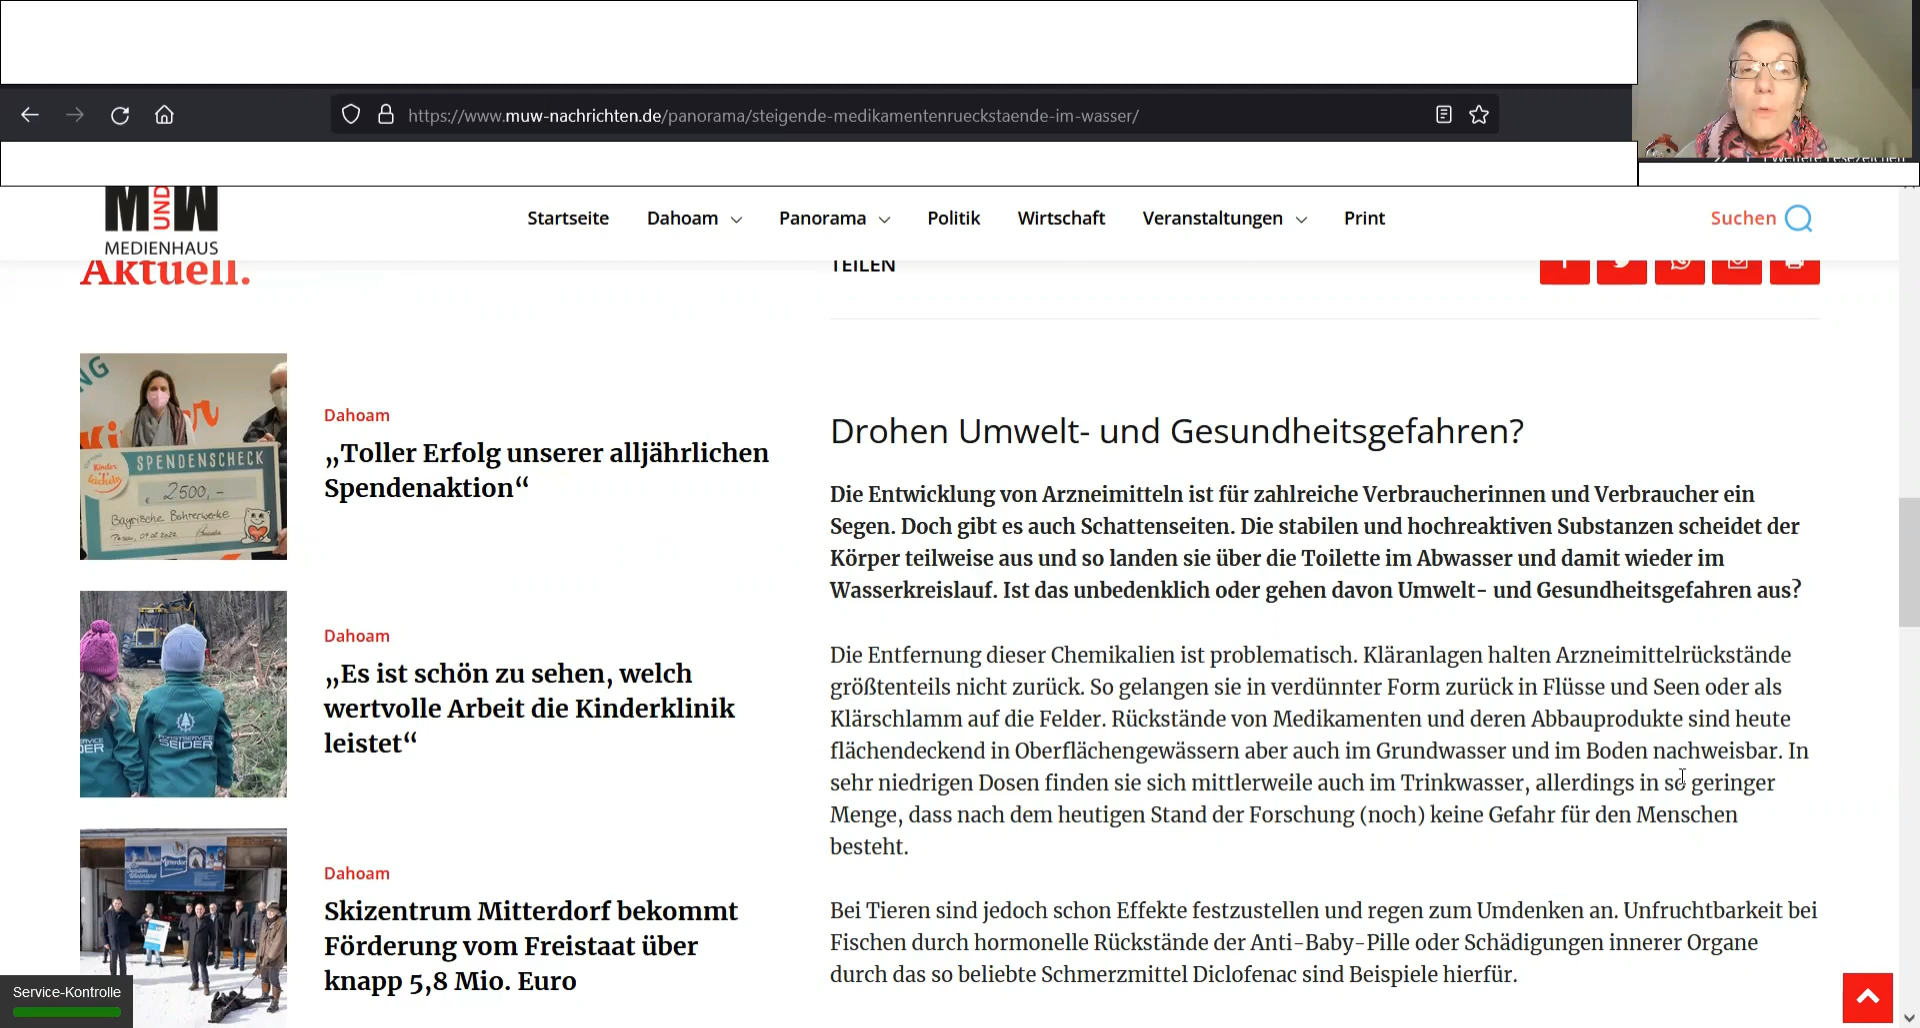 https://www.muw-nachrichten.de/panorama/steigende-medikamentenrueckstaende-im-wasser/
M UND W
MEDIENHAUS
Startseite
Dahoam
Panorama
Politik
Wirtschaft
Veranstaltungen
Print
Suchen
Aktuell.
TEILEN
SPENDENSCHECK
Kinder
lächeln
€ 2500,-
Bayrische Bohrerwerke
Dahoam
„Toller Erfolg unserer alljährlichen
Spendenaktion“
FORSTSERVICE
SEIDER
Dahoam
„Es ist schön zu sehen, welch
wertvolle Arbeit die Kinderklinik
leistet“
Mitterdorf
Dahoam
Skizentrum Mitterdorf bekommt
Förderung vom Freistaat über
knapp 5,8 Mio. Euro
Drohen Umwelt- und Gesundheitsgefahren?
Die Entwicklung von Arzneimitteln ist für zahlreiche Verbraucherinnen und Verbraucher ein
Segen. Doch gibt es auch Schattenseiten. Die stabilen und hochreaktiven Substanzen scheidet der
Körper teilweise aus und so landen sie über die Toilette im Abwasser und damit wieder im
Wasserkreislauf. Ist das unbedenklich oder gehen davon Umwelt- und Gesundheitsgefahren aus?
Die Entfernung dieser Chemikalien ist problematisch. Kläranlagen halten Arzneimittelrückstände
größtenteils nicht zurück. So gelangen sie in verdünnter Form zurück in Flüsse und Seen oder als
Klärschlamm auf die Felder. Rückstände von Medikamenten und deren Abbauprodukte sind heute
flächendeckend in Oberflächengewässern aber auch im Grundwasser und im Boden nachweisbar. In
sehr niedrigen Dosen finden sie sich mittlerweile auch im Trinkwasser, allerdings in so geringer
Menge, dass nach dem heutigen Stand der Forschung (noch) keine Gefahr für den Menschen
besteht.
Bei Tieren sind jedoch schon Effekte festzustellen und regen zum Umdenken an. Unfruchtbarkeit bei
Fischen durch hormonelle Rückstände der Anti-Baby-Pille oder Schädigungen innerer Organe
durch das so beliebte Schmerzmittel Diclofenac sind Beispiele hierfür.
Service-Kontrolle